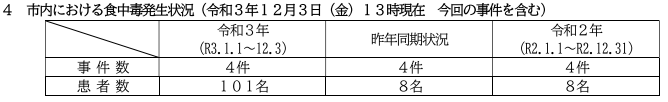 ４　市内における食中毒発生状況（令和３年１２月３日（金）１３時現在　今回の事件を含む）
令和３年 昨年同期状況 令和２年
（R3.1.1～12.3） （R2.1.1～R2.12.31）
事件数 ４件 ４件 ４件
患者数 １０１名 ８名 ８名